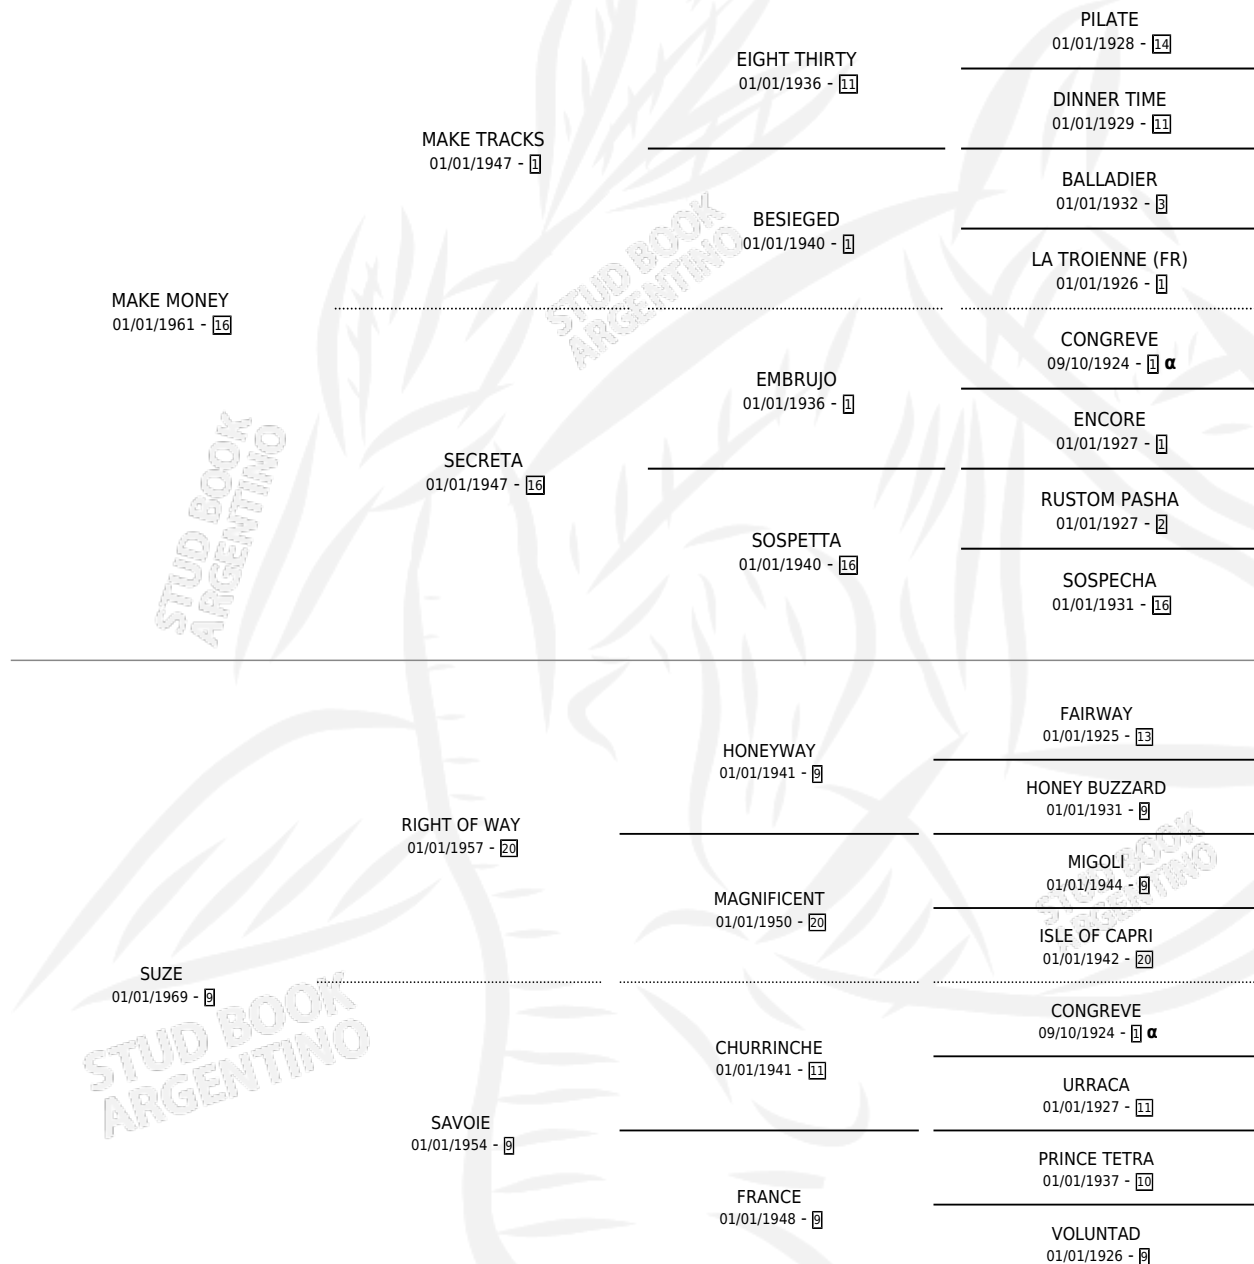 PILATE
01/01/1928 - 14
EIGHT THIRTY
01/01/1936 - 11
DINNER TIME
01/01/1929 - 11
MAKE TRACKS
01/01/1947 - 1
BALLADIER
01/01/1932 - 3
BESIEGED
01/01/1940 - 1
LA TROIENNE (FR)
01/01/1926 - 1
MAKE MONEY
01/01/1961 - 16
CONGREVE
09/10/1924 - 1 α
EMBRUJO
01/01/1936 - 1
ENCORE
01/01/1927 - 1
SECRETA
01/01/1947 - 16
RUSTOM PASHA
01/01/1927 - 2
SOSPETTA
01/01/1940 - 16
SOSPECHA
01/01/1931 - 16
FAIRWAY
01/01/1925 - 13
HONEYWAY
01/01/1941 - 9
HONEY BUZZARD
01/01/1931 - 9
RIGHT OF WAY
01/01/1957 - 20
MIGOLI
01/01/1944 - 9
MAGNIFICENT
01/01/1950 - 20
ISLE OF CAPRI
01/01/1942 - 20
SUZE
01/01/1969 - 9
CONGREVE
09/10/1924 - 1 α
CHURRINCHE
01/01/1941 - 11
URRACA
01/01/1927 - 11
SAVOIE
01/01/1954 - 9
PRINCE TETRA
01/01/1937 - 10
FRANCE
01/01/1948 - 9
VOLUNTAD
01/01/1926 - 9
STUD BOOK
ARGENTINO
STUD BOOK
ARGENTINO
STUD BOOK
ARGENTINO
STUD BOOK
ARGENTINO